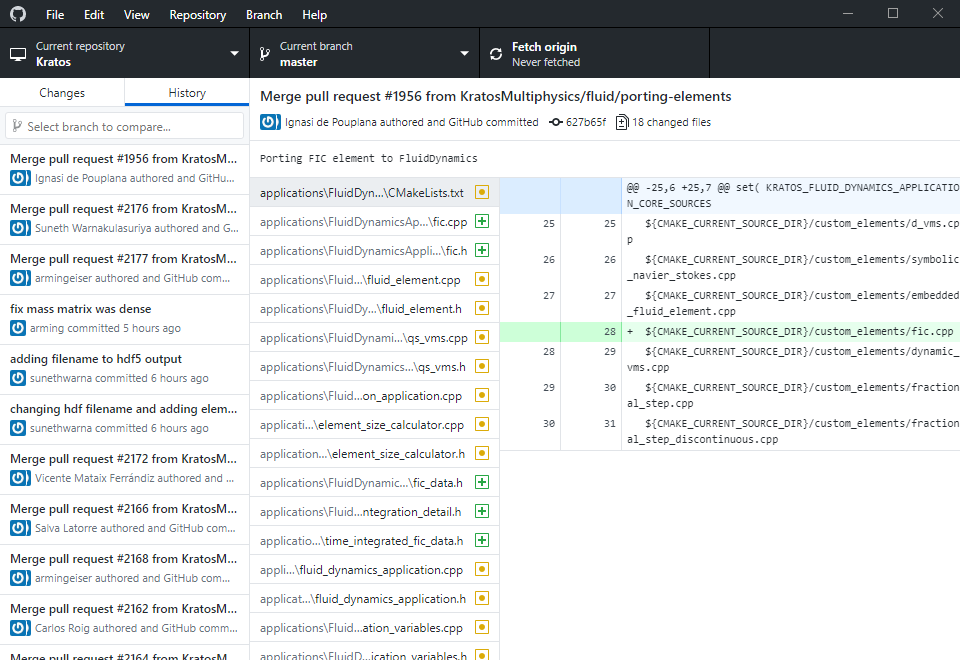 File Edit View Repository Branch Help
Current repository
Kratos
Current branch
master
Fetch origin
Never fetched
Changes History
Select branch to compare...
Merge pull request #1956 from KratosM...
Ignasi de Pouplana authored and GitHu...
Merge pull request #2176 from KratosM...
Suneth Warnakulasuriya authored and G...
Merge pull request #2177 from KratosM...
armingeiser authored and GitHub com...
fix mass matrix was dense
arming committed 5 hours ago
adding filename to hdf5 output
sunethwarna committed 6 hours ago
changing hdf filename and adding elem...
sunethwarna committed 6 hours ago
Merge pull request #2172 from KratosM...
Vicente Mataix Ferrándiz authored and ...
Merge pull request #2166 from KratosM...
Salva Latorre authored and GitHub com...
Merge pull request #2168 from KratosM...
armingeiser authored and GitHub com...
Merge pull request #2162 from KratosM...
Carlos Roig authored and GitHub comm...
Merge pull request #2164 from KratosM...
Merge pull request #1956 from KratosMultiphysics/fluid/porting-elements
Ignasi de Pouplana authored and GitHub committed 627b65f 18 changed files
Porting FIC element to FluidDynamics
applications\FluidDyn...\CMakeLists.txt
applications\FluidDynamicsAp...\fic.cpp
applications\FluidDynamicsAppli...\fic.h
applications\Fluid...\fluid_element.cpp
applications\FluidD...\fluid_element.h
applications\FluidDynami...\qs_vms.cpp
applications\FluidDynamics...\qs_vms.h
applications\Fluid...on_application.cpp
applicati...\element_size_calculator.cpp
application...\element_size_calculator.h
applications\FluidDynamic...\fic_data.h
applications\Fluid...ntegration_detail.h
applicatio...\time_integrated_fic_data.h
appli...\fluid_dynamics_application.cpp
applicat...\fluid_dynamics_application.h
applications\Fluid...ation_variables.cpp
applications\FluidD...ication_variables.h
@@ -25,6 +25,7 @@ set( KRATOS_FLUID_DYNAMICS_APPLICATIO
N_CORE_SOURCES
25 25 ${CMAKE_CURRENT_SOURCE_DIR}/custom_elements/d_vms.cp
p
26 26 ${CMAKE_CURRENT_SOURCE_DIR}/custom_elements/symbolic
_navier_stokes.cpp
27 27 ${CMAKE_CURRENT_SOURCE_DIR}/custom_elements/embedded
_fluid_element.cpp
28 + ${CMAKE_CURRENT_SOURCE_DIR}/custom_elements/fic.cpp
28 29 ${CMAKE_CURRENT_SOURCE_DIR}/custom_elements/dynamic_
vms.cpp
29 30 ${CMAKE_CURRENT_SOURCE_DIR}/custom_elements/fraction
al_step.cpp
30 31 ${CMAKE_CURRENT_SOURCE_DIR}/custom_elements/fraction
al_step_discontinuous.cpp